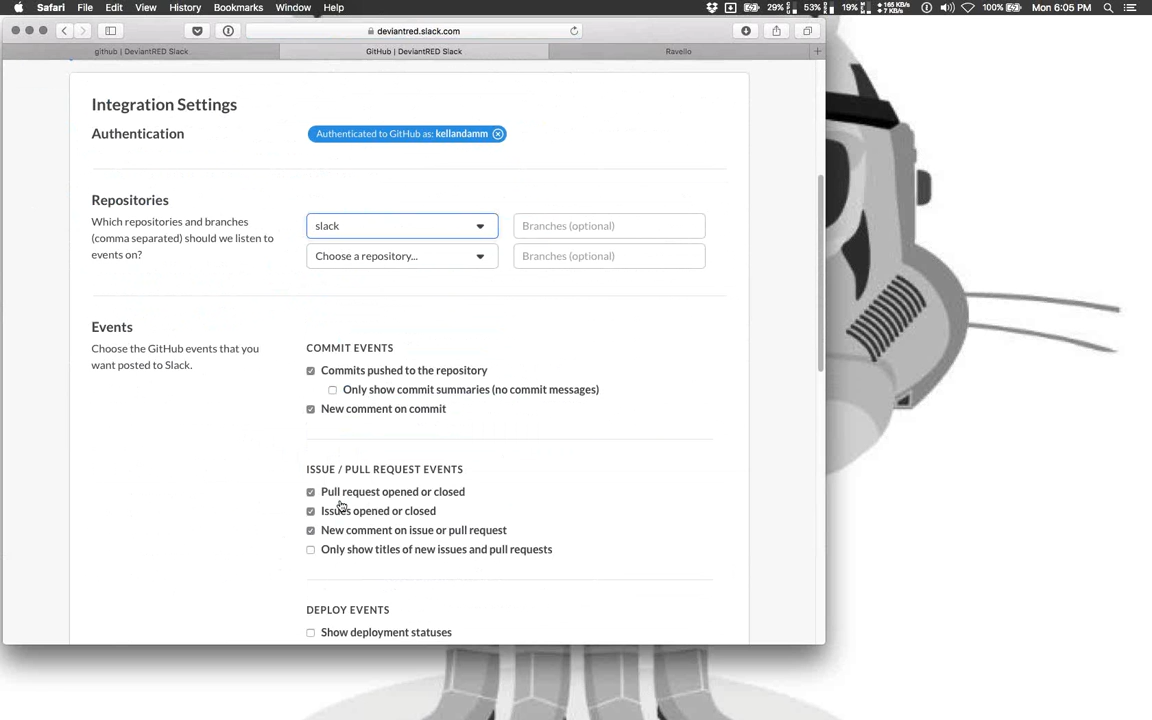 Safari File Edit View History Bookmarks Window Help 29% 53% 19% 165 KB/s 7 KB/s 100% Mon 6:05 PM
deviantred.slack.com
github | DeviantRED Slack GitHub | DeviantRED Slack Ravello
Integration Settings
Authentication Authenticated to GitHub as: kellandamm
Repositories
Which repositories and branches
(comma separated) should we listen to
events on?
slack Branches (optional)
Choose a repository... Branches (optional)
Events
Choose the GitHub events that you
want posted to Slack.
COMMIT EVENTS
Commits pushed to the repository
Only show commit summaries (no commit messages)
New comment on commit
ISSUE / PULL REQUEST EVENTS
Pull request opened or closed
Issues opened or closed
New comment on issue or pull request
Only show titles of new issues and pull requests
DEPLOY EVENTS
Show deployment statuses